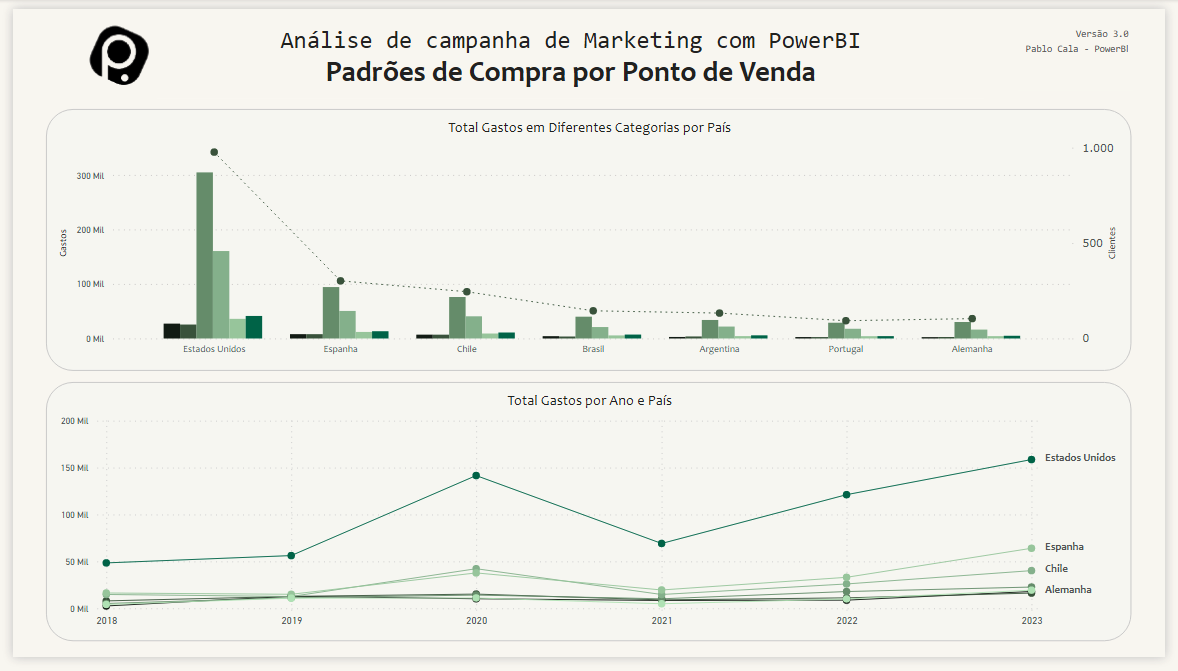 Análise de campanha de Marketing com PowerBI
Padrões de Compra por Ponto de Venda
Versão 3.0
Pablo Cala - PowerBI
Total Gastos em Diferentes Categorias por País
1.000
300 Mil
200 Mil
Gastos
500
Clientes
100 Mil
0 Mil
0
Estados Unidos
Espanha
Chile
Brasil
Argentina
Portugal
Alemanha
Total Gastos por Ano e País
200 Mil
150 Mil
100 Mil
50 Mil
0 Mil
Estados Unidos
Espanha
Chile
Alemanha
2018
2019
2020
2021
2022
2023